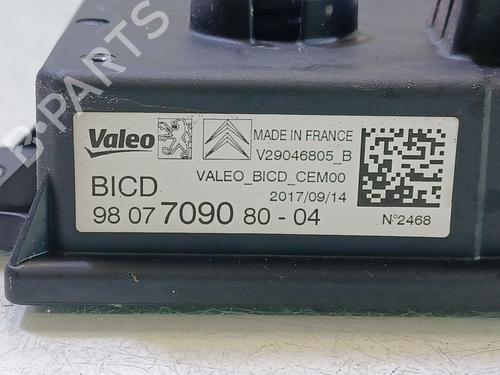 B-PARTS
Valeo
MADE IN FRANCE
V29046805_B
VALEO_BICD_CEM00
2017/09/14
BICD
98 07 7090 80-04
N°2468